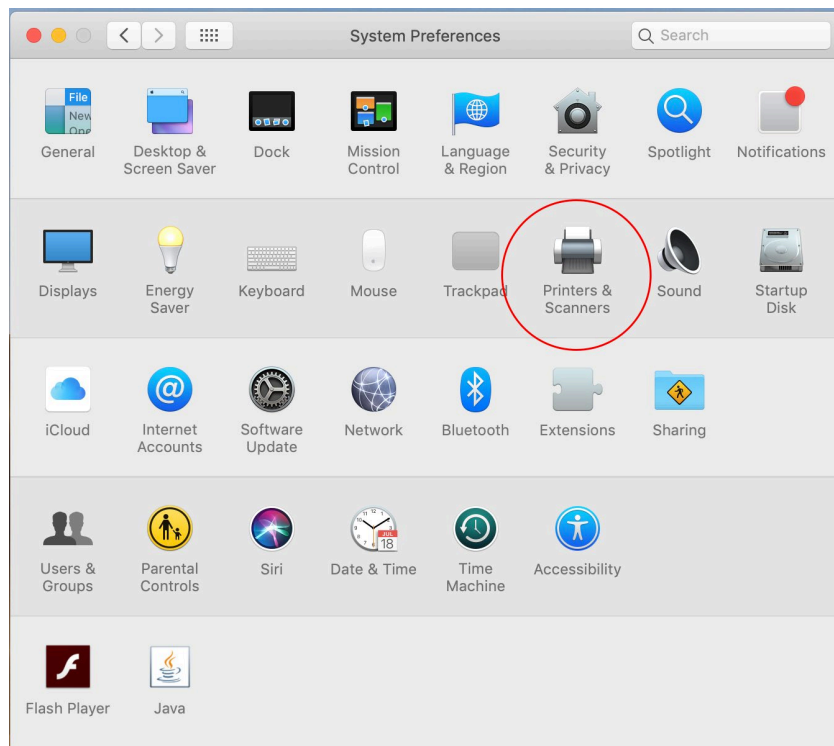 System Preferences
Search
File
New
One
General
Desktop &
Screen Saver
Dock
Mission
Control
Language
& Region
Security
& Privacy
Spotlight
Notifications
Displays
Energy
Saver
Keyboard
Mouse
Trackpad
Printers &
Scanners
Sound
Startup
Disk
iCloud
Internet
Accounts
Software
Update
Network
Bluetooth
Extensions
Sharing
Users &
Groups
Parental
Controls
Siri
Date & Time
JUL
18
Time
Machine
Accessibility
Flash Player
Java